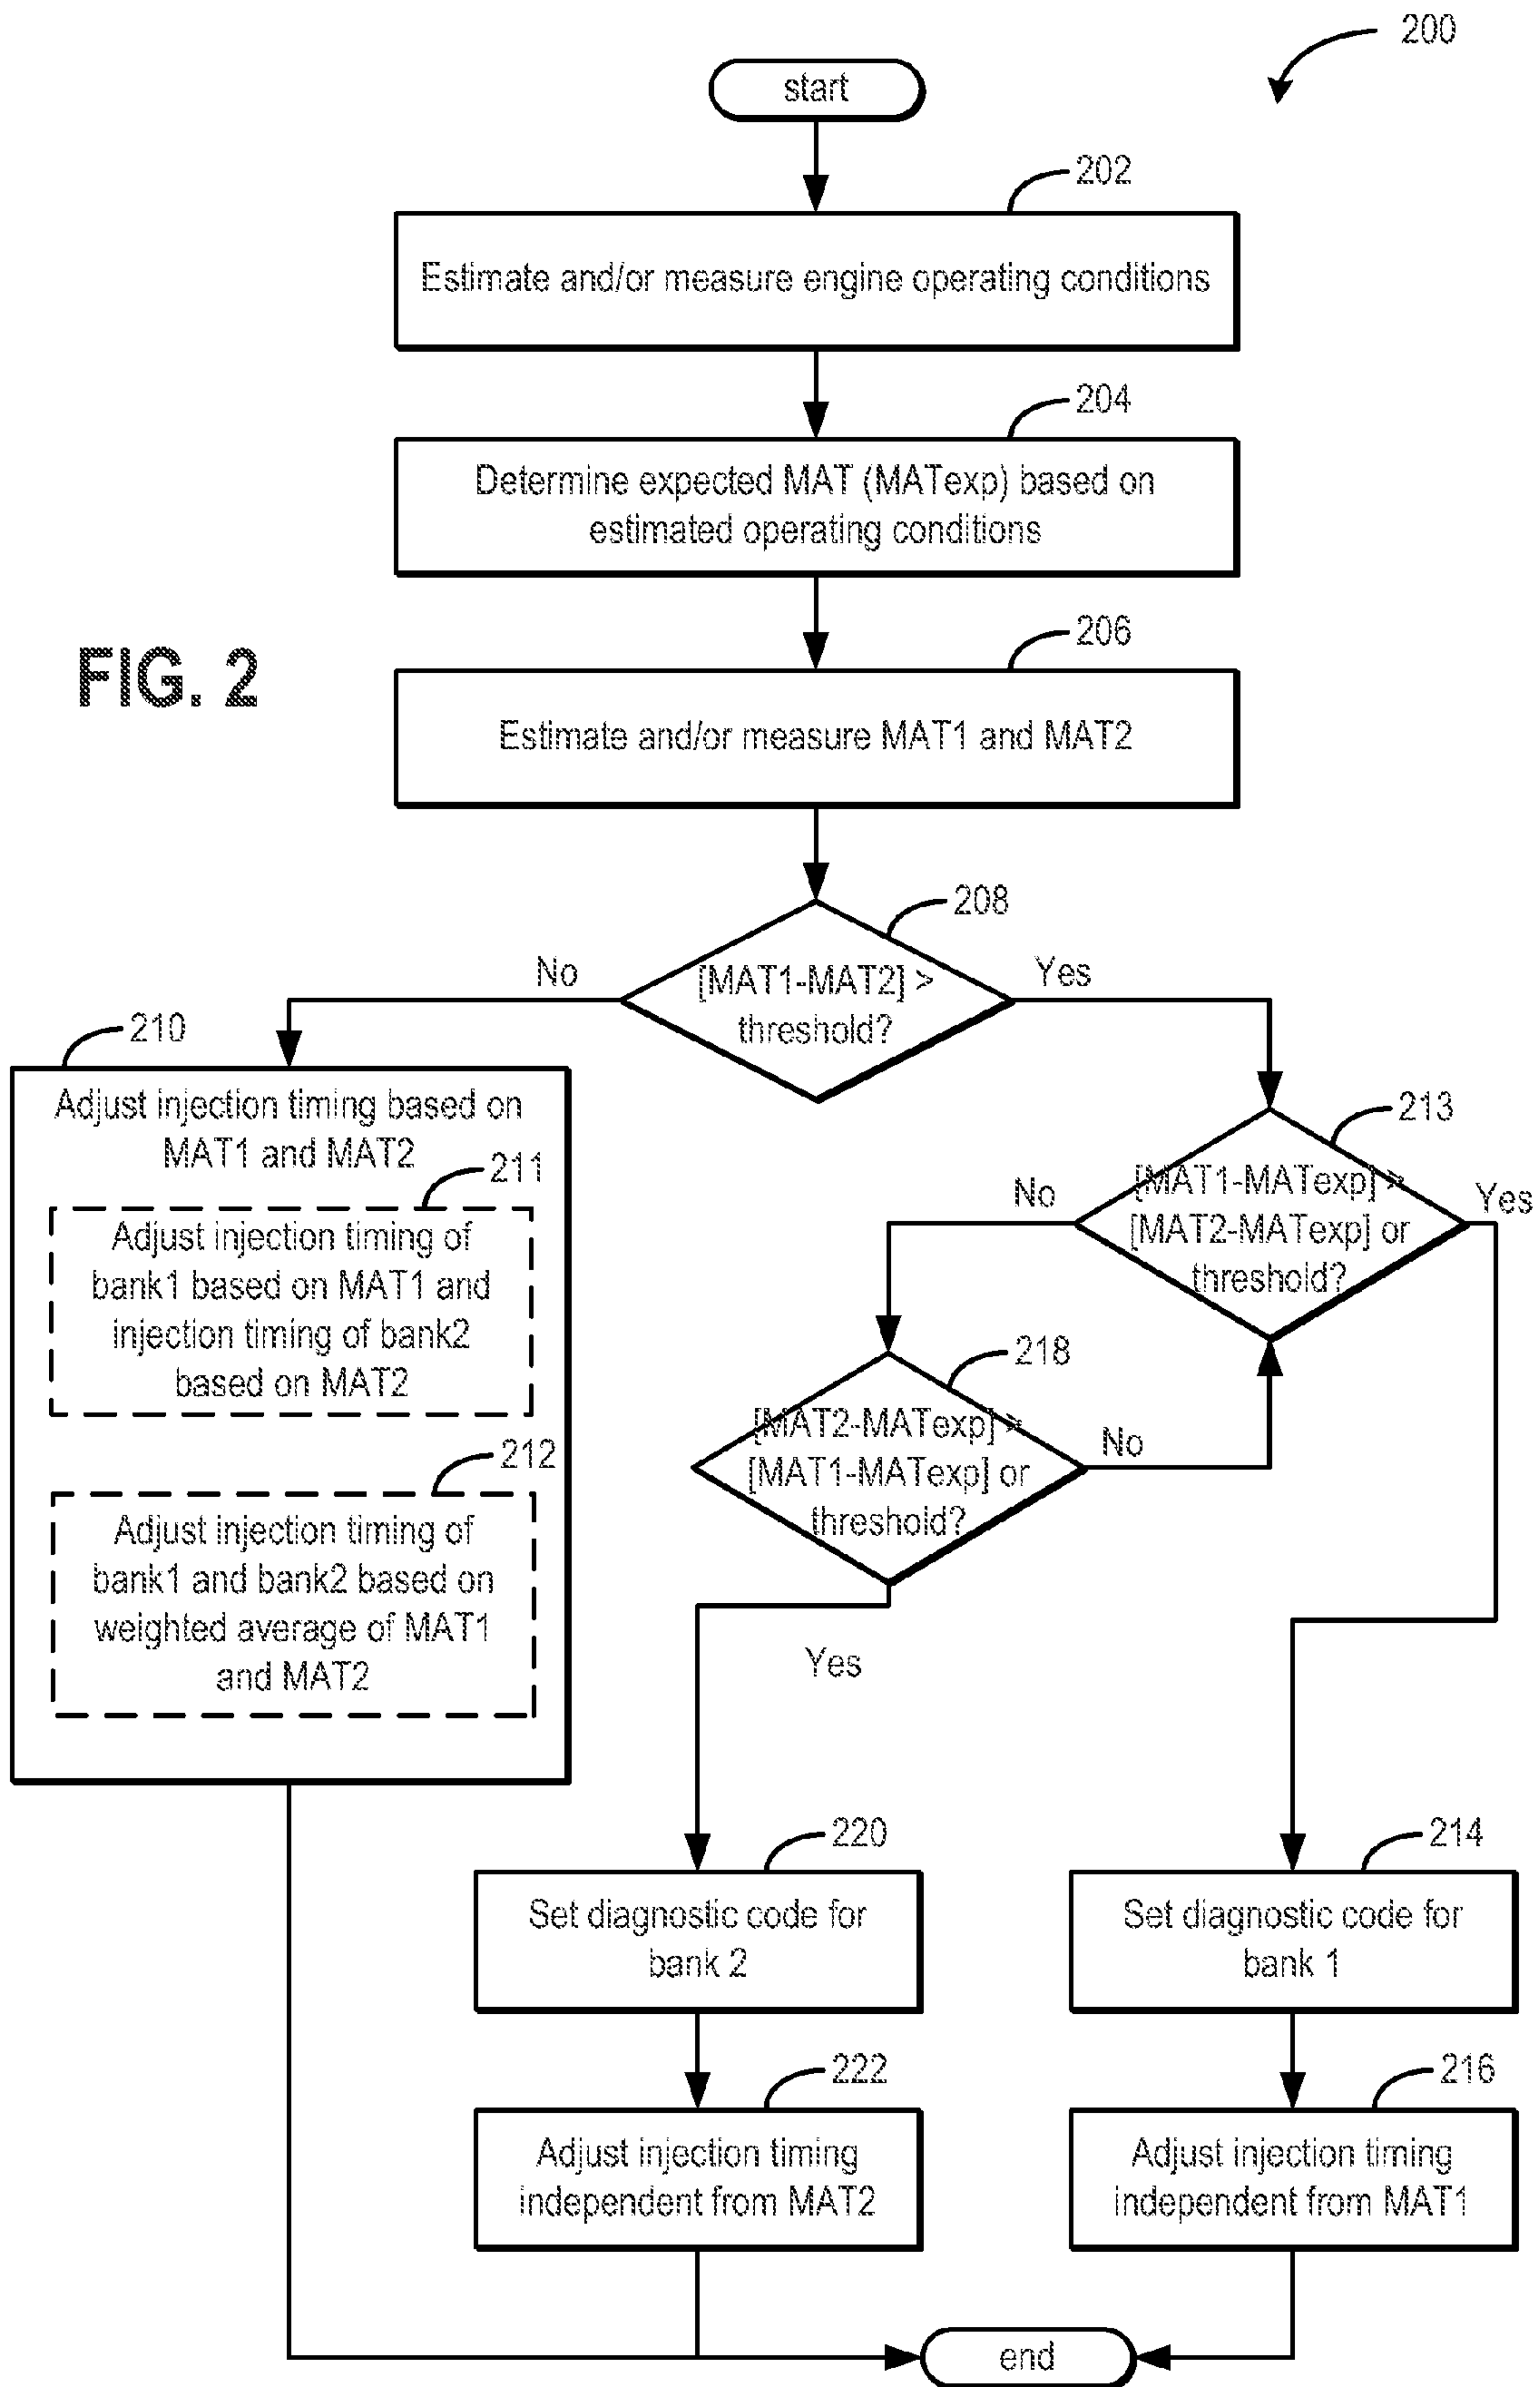 200
start
202
Estimate and/or measure engine operating conditions
204
Determine expected MAT (MATexp) based on
estimated operating conditions
206
FIG. 2
Estimate and/or measure MAT1 and MAT2
208
No
[MAT1-MAT2] >
threshold?
Yes
210
Adjust injection timing based on
MAT1 and MAT2
211
Adjust injection timing of
bank1 based on MAT1 and
injection timing of bank2
based on MAT2
212
Adjust injection timing of
bank1 and bank2 based on
weighted average of MAT1
and MAT2
213
No
[MAT1-MATexp] >
[MAT2-MATexp] or
threshold?
Yes
218
[MAT2-MATexp] >
[MAT1-MATexp] or
threshold?
No
Yes
220
Set diagnostic code for
bank 2
214
Set diagnostic code for
bank 1
222
Adjust injection timing
independent from MAT2
216
Adjust injection timing
independent from MAT1
end